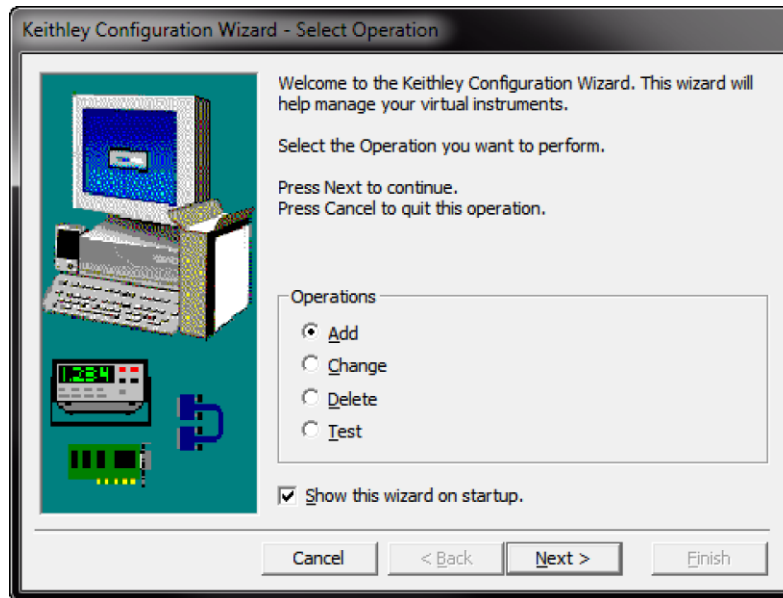 Keithley Configuration Wizard - Select Operation
Welcome to the Keithley Configuration Wizard. This wizard will
help manage your virtual instruments.
Select the Operation you want to perform.
Press Next to continue.
Press Cancel to quit this operation.
Operations
Add
Change
Delete
Test
1.234
Show this wizard on startup.
Cancel
< Back
Next >
Finish